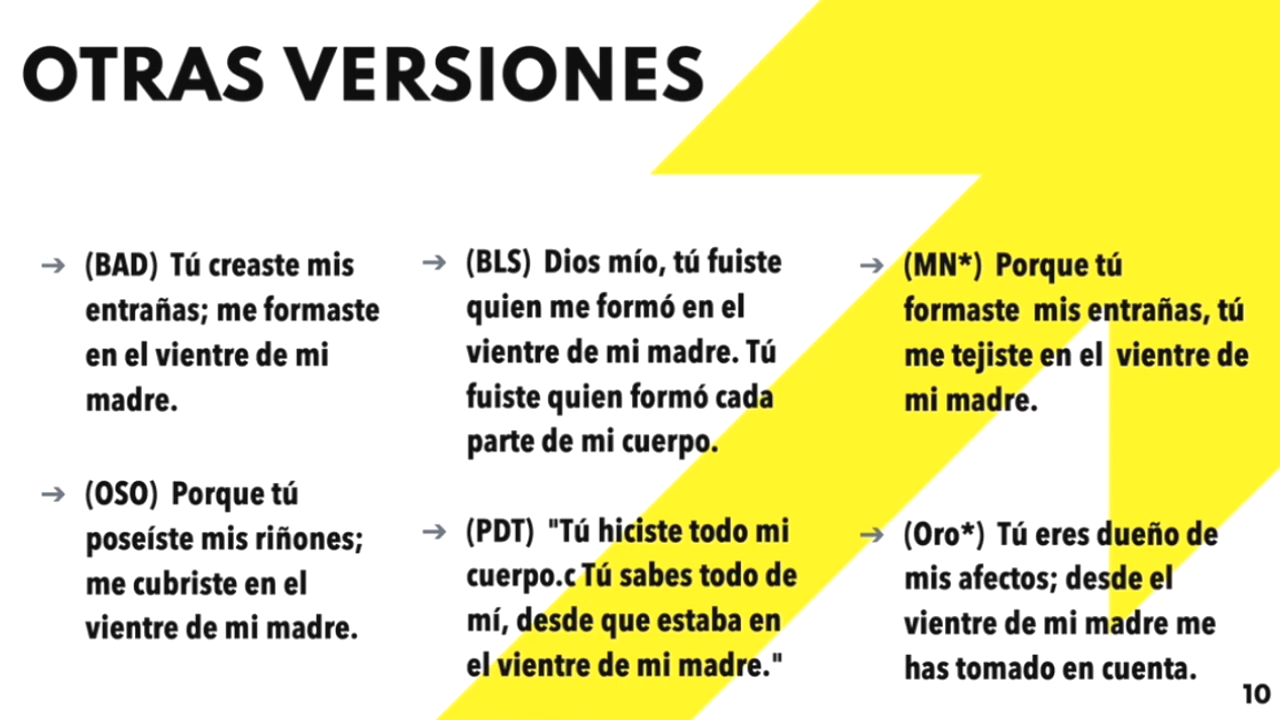 OTRAS VERSIONES
➔ (BAD) Tú creaste mis
entrañas; me formaste
en el vientre de mi
madre.
➔ (OSO) Porque tú
poseíste mis riñones;
me cubriste en el
vientre de mi madre.
➔ (BLS) Dios mío, tú fuiste
quien me formó en el
vientre de mi madre. Tú
fuiste quien formó cada
parte de mi cuerpo.
➔ (PDT) "Tú hiciste todo mi
cuerpo.c Tú sabes todo de
mí, desde que estaba en
el vientre de mi madre."
➔ (MN*) Porque tú
formaste mis entrañas, tú
me tejiste en el vientre de
mi madre.
➔ (Oro*) Tú eres dueño de
mis afectos; desde el
vientre de mi madre me
has tomado en cuenta.
10